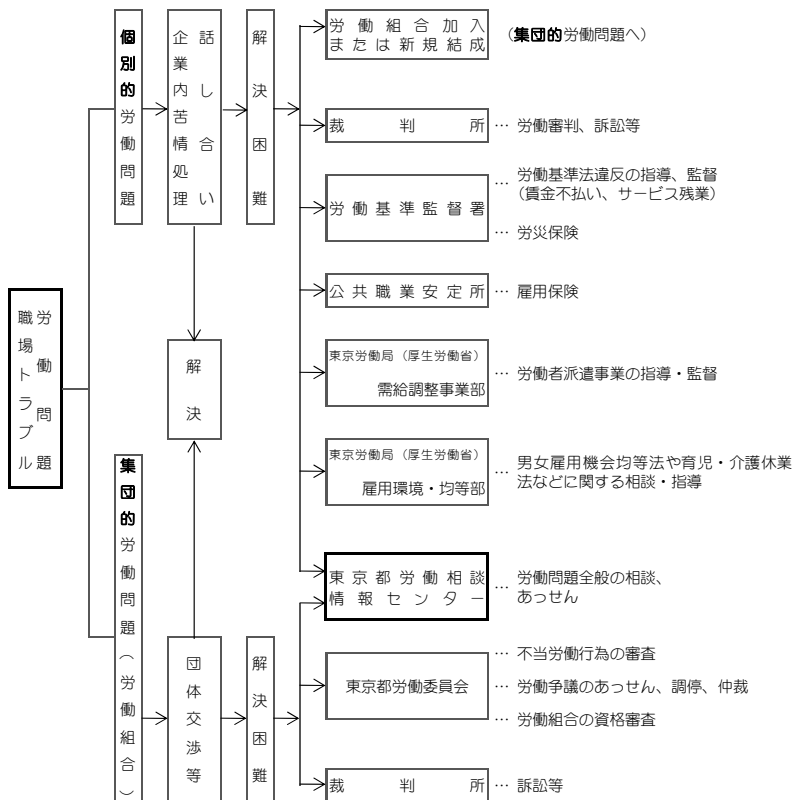 労働問題
職場トラブル
個別的労働問題
話し合い
企業内苦情処理
解決困難
労働組合加入
または新規結成
（集団的労働問題へ）
裁判所
… 労働審判、訴訟等
労働基準監督署
… 労働基準法違反の指導、監督
（賃金不払い、サービス残業）
… 労災保険
公共職業安定所
… 雇用保険
解決
東京労働局（厚生労働省）
需給調整事業部
… 労働者派遣事業の指導・監督
東京労働局（厚生労働省）
雇用環境・均等部
… 男女雇用機会均等法や育児・介護休業
法などに関する相談・指導
集団的労働問題（労働組合）
団体交渉等
解決困難
東京都労働相談
情報センター
… 労働問題全般の相談、
あっせん
東京都労働委員会
… 不当労働行為の審査
… 労働争議のあっせん、調停、仲裁
… 労働組合の資格審査
裁判所
… 訴訟等